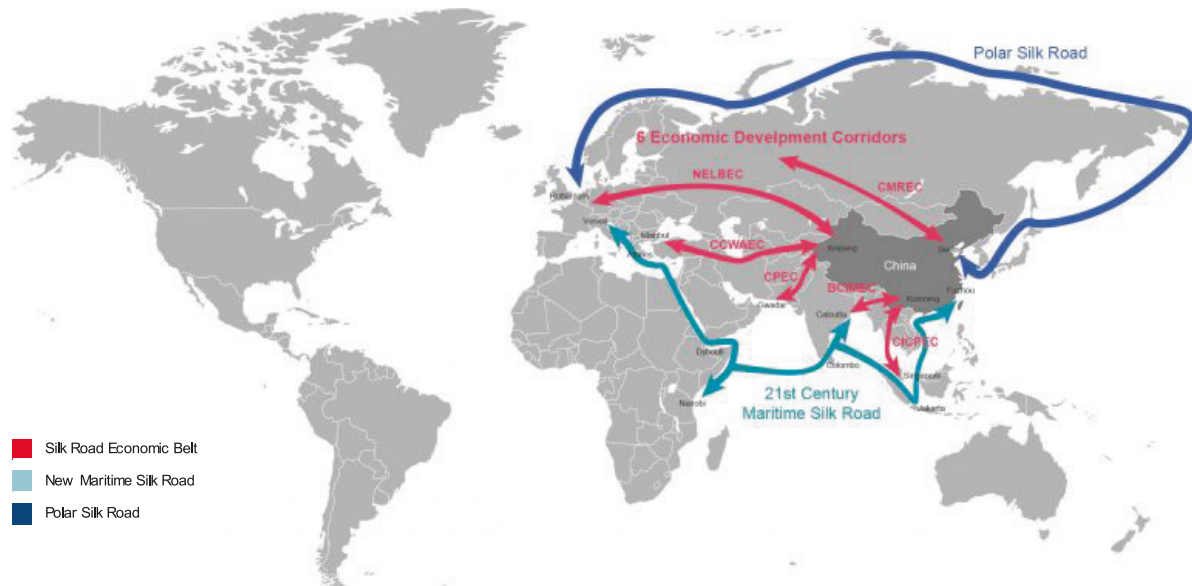 Polar Silk Road
6 Economic Develpment Corridors
NELBEC
CMREC
Rotterdam
Venice
Istanbul
Athens
CCWAEC
Xinjiang
China
CPEC
BCIMEC
Kunming
Fuzhou
Gwadar
Calcutta
CICPEC
Djibouti
Colombo
Singapore
Nairobi
21st Century
Maritime Silk Road
Jakarta
Silk Road Economic Belt
New Maritime Silk Road
Polar Silk Road